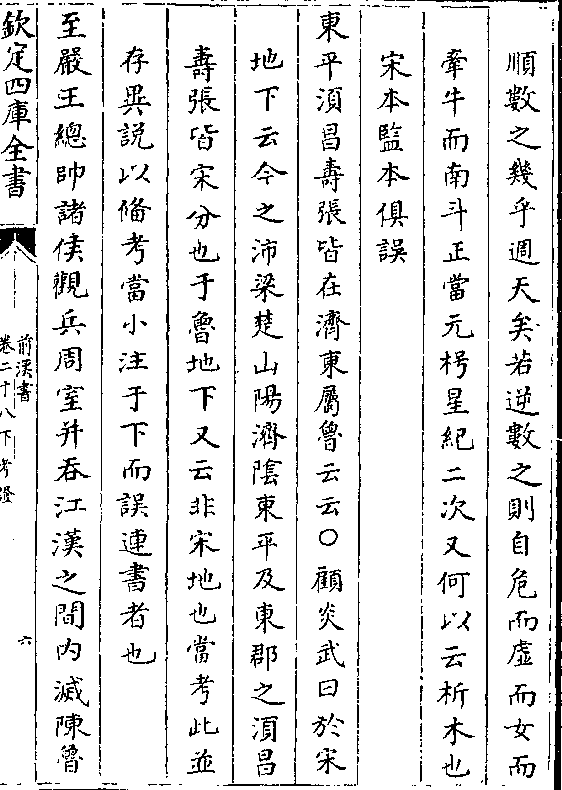 順數之幾乎週天矣若逆數之則自危而虛而女而
牽牛而南斗正當元枵星紀二次又何以云析木也
宋本監本俱誤
東平湏昌壽張皆在濟東屬魯云云○顧炎武曰於宋
地下云今之沛梁楚山陽濟隂東平及東郡之湏昌
壽張皆宋分也于魯地下又云非宋地也當考此並
存異説以備考當小注于下而誤連書者也
至嚴王總帥諸侯觀兵周室并吞江漢之間内滅陳魯
欽定四庫全書
前漢書
卷二十八下考證
六